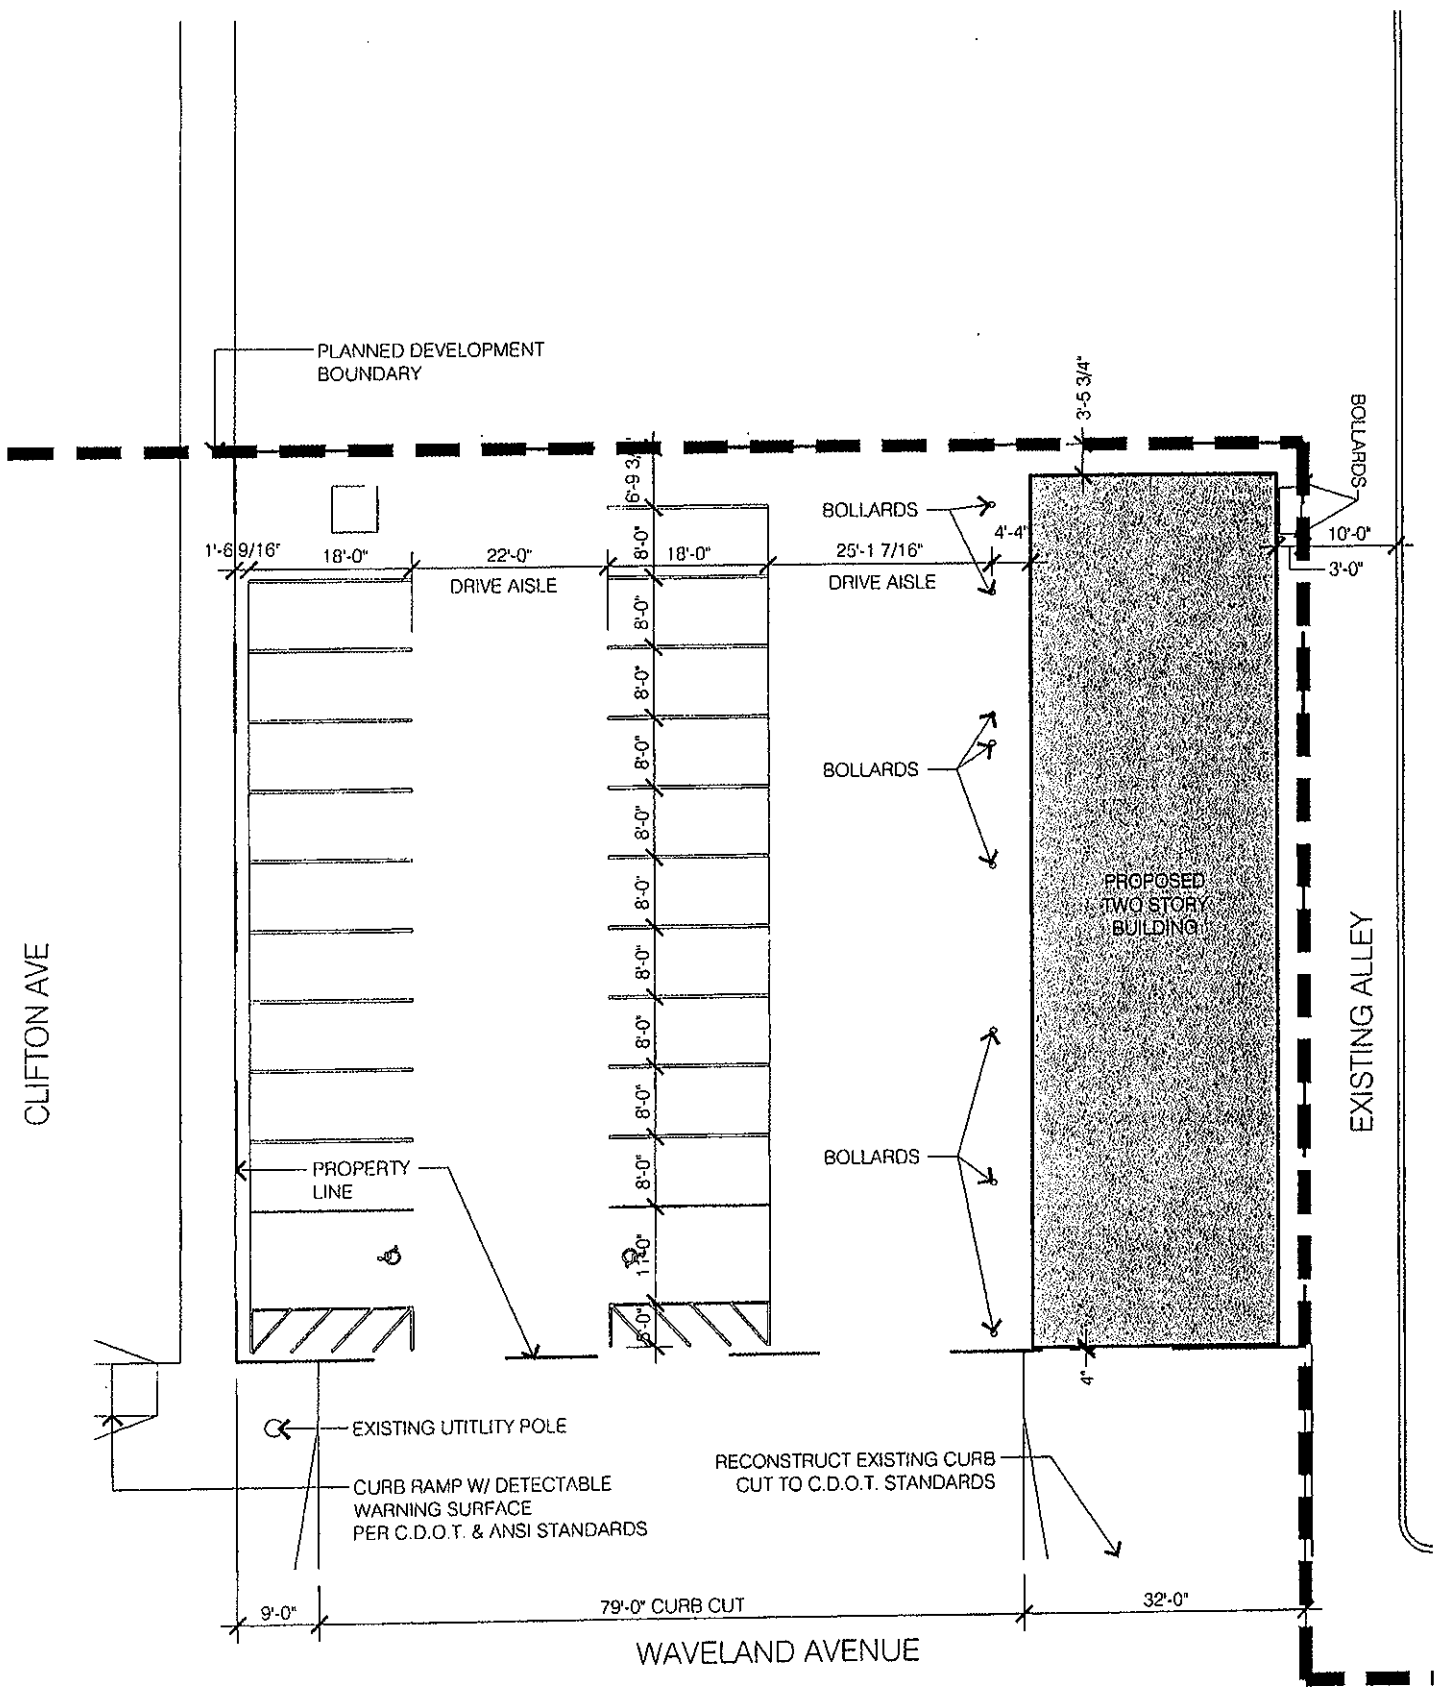 PLANNED DEVELOPMENT
BOUNDARY
3'-5 3/4"
BOLLARDS
6'-9 3/
BOLLARDS
1'-6 9/16"
18'-0"
22'-0"
8'-0"
18'-0"
25'-1 7/16"
4'-4"
10'-0"
3'-0"
DRIVE AISLE
DRIVE AISLE
8'-0"
8'-0"
8'-0"
BOLLARDS
8'-0"
8'-0"
PROPOSED
TWO STORY
BUILDING
8'-0"
CLIFTON AVE
EXISTING ALLEY
8'-0"
8'-0"
BOLLARDS
8'-0"
PROPERTY
LINE
11'-0"
4"
EXISTING UTITLITY POLE
RECONSTRUCT EXISTING CURB
CUT TO C.D.O.T. STANDARDS
CURB RAMP W/ DETECTABLE
WARNING SURFACE
PER C.D.O.T. & ANSI STANDARDS
9'-0"
79'-0" CURB CUT
32'-0"
WAVELAND AVENUE